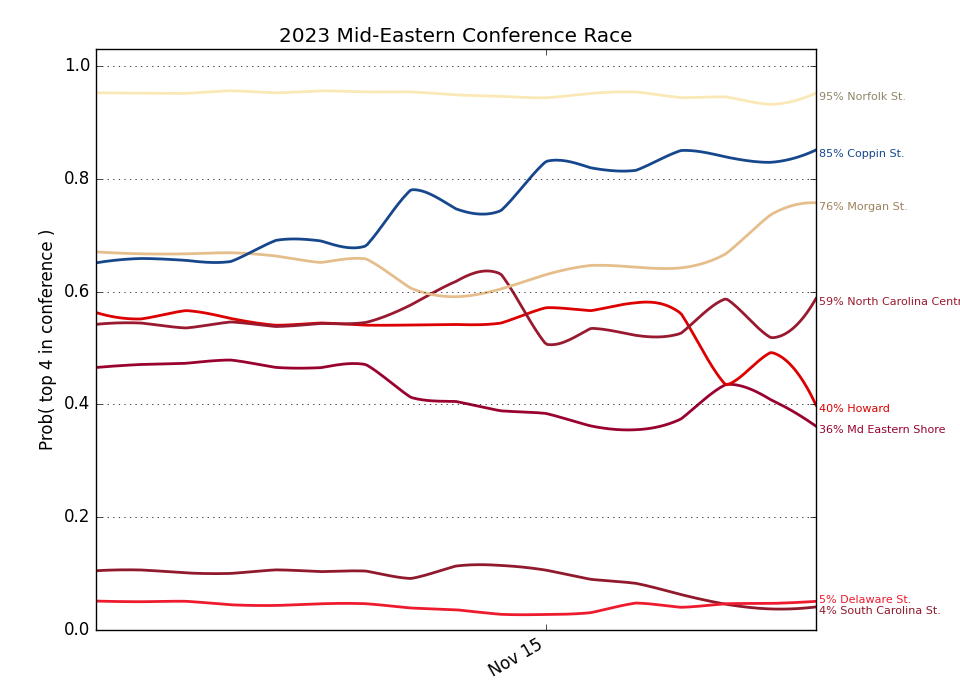 2023 Mid-Eastern Conference Race
Prob( top 4 in conference )
1.0
0.8
0.6
0.4
0.2
0.0
Nov 15
95% Norfolk St.
85% Coppin St.
76% Morgan St.
59% North Carolina Centr
40% Howard
36% Md Eastern Shore
5% Delaware St.
4% South Carolina St.